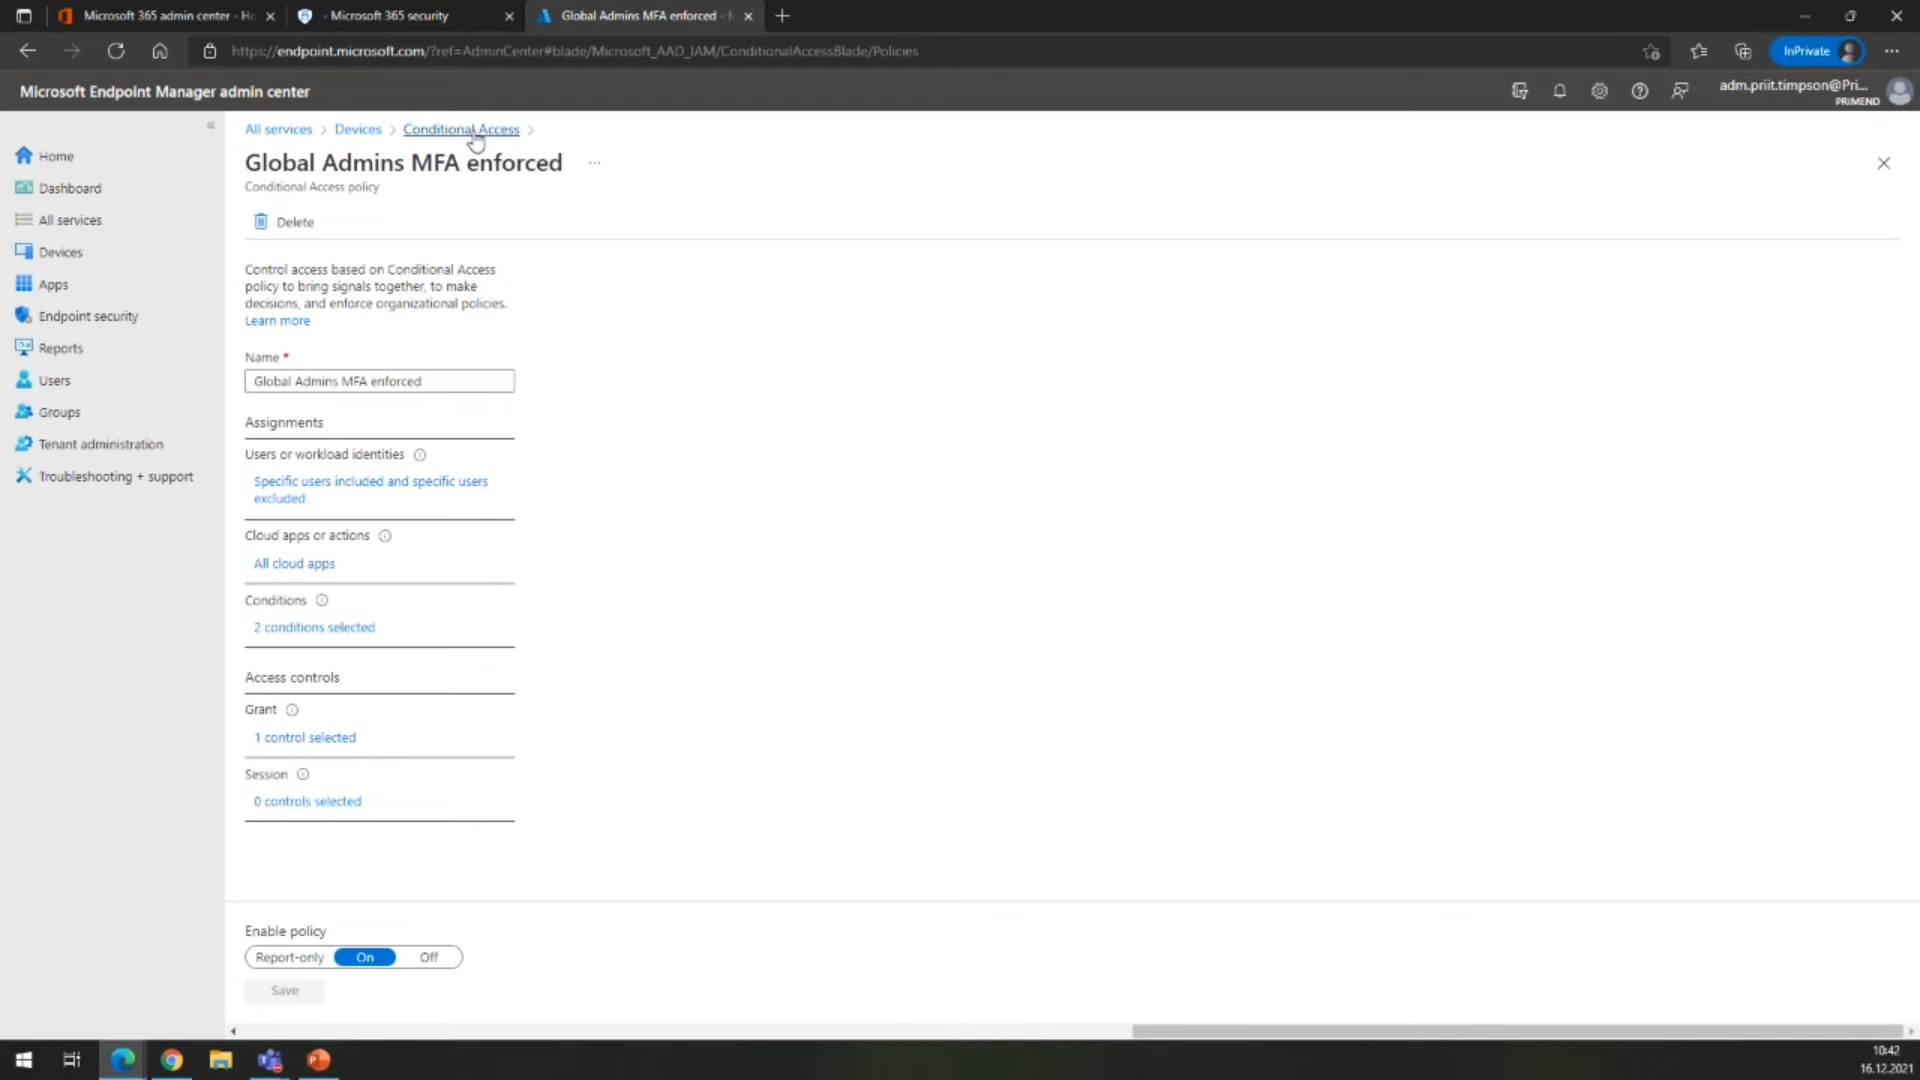 Microsoft 365 admin center - Ho
- Microsoft 365 security
Global Admins MFA enforced -
https://endpoint.microsoft.com/?ref=AdminCenter#blade/Microsoft_AAD_IAM/ConditionalAccessBlade/Policies
InPrivate
Microsoft Endpoint Manager admin center
adm.priit.timpson@Pri...
PRIMEND
Home
Dashboard
All services
Devices
Apps
Endpoint security
Reports
Users
Groups
Tenant administration
Troubleshooting + support
All services > Devices > Conditional Access >
Global Admins MFA enforced ...
Conditional Access policy
Delete
Control access based on Conditional Access
policy to bring signals together, to make
decisions, and enforce organizational policies.
Learn more
Name *
Global Admins MFA enforced
Assignments
Users or workload identities
Specific users included and specific users
excluded
Cloud apps or actions
All cloud apps
Conditions
2 conditions selected
Access controls
Grant
1 control selected
Session
0 controls selected
Enable policy
Report-only On Off
Save
10:42
16.12.2021